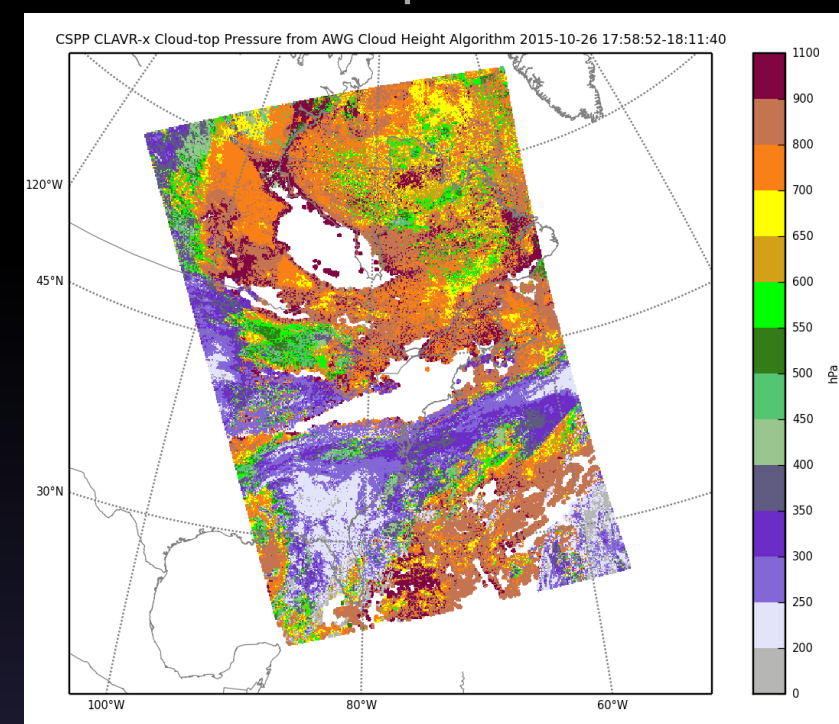 CSPP CLAVR-x Cloud-top Pressure from AWG Cloud Height Algorithm 2015-10-26 17:58:52-18:11:40
120°W
45°N
30°N
100°W
80°W
60°W
1100
900
800
700
650
600
550
500
450
400
350
300
250
200
0
hPa